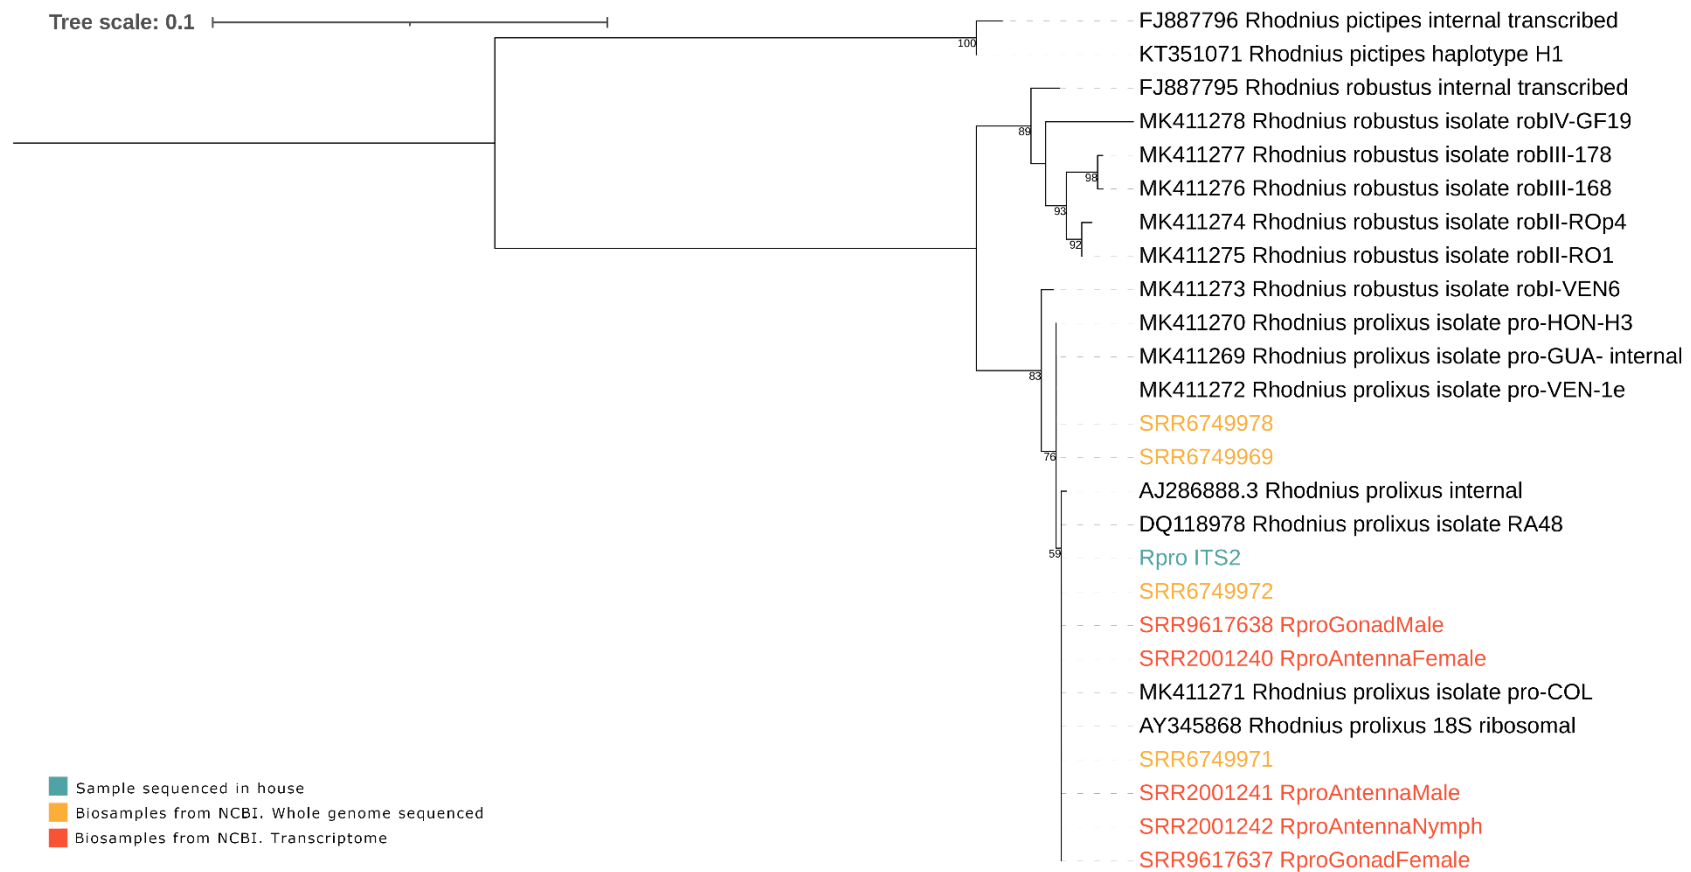 Tree scale: 0.1
FJ887796 Rhodnius pictipes internal transcribed
100
KT351071 Rhodnius pictipes haplotype H1
FJ887795 Rhodnius robustus internal transcribed
MK411278 Rhodnius robustus isolate robIV-GF19
89
MK411277 Rhodnius robustus isolate robIII-178
98
MK411276 Rhodnius robustus isolate robIII-168
93
MK411274 Rhodnius robustus isolate robII-ROp4
92
MK411275 Rhodnius robustus isolate robII-RO1
MK411273 Rhodnius robustus isolate robI-VEN6
MK411270 Rhodnius prolixus isolate pro-HON-H3
MK411269 Rhodnius prolixus isolate pro-GUA- internal
83
MK411272 Rhodnius prolixus isolate pro-VEN-1e
SRR6749978
76
SRR6749969
AJ286888.3 Rhodnius prolixus internal
DQ118978 Rhodnius prolixus isolate RA48
59
Rpro ITS2
SRR6749972
SRR9617638 RproGonadMale
SRR2001240 RproAntennaFemale
MK411271 Rhodnius prolixus isolate pro-COL
AY345868 Rhodnius prolixus 18S ribosomal
SRR6749971
SRR2001241 RproAntennaMale
SRR2001242 RproAntennaNymph
SRR9617637 RproGonadFemale
Sample sequenced in house
Biosamples from NCBI. Whole genome sequenced
Biosamples from NCBI. Transcriptome